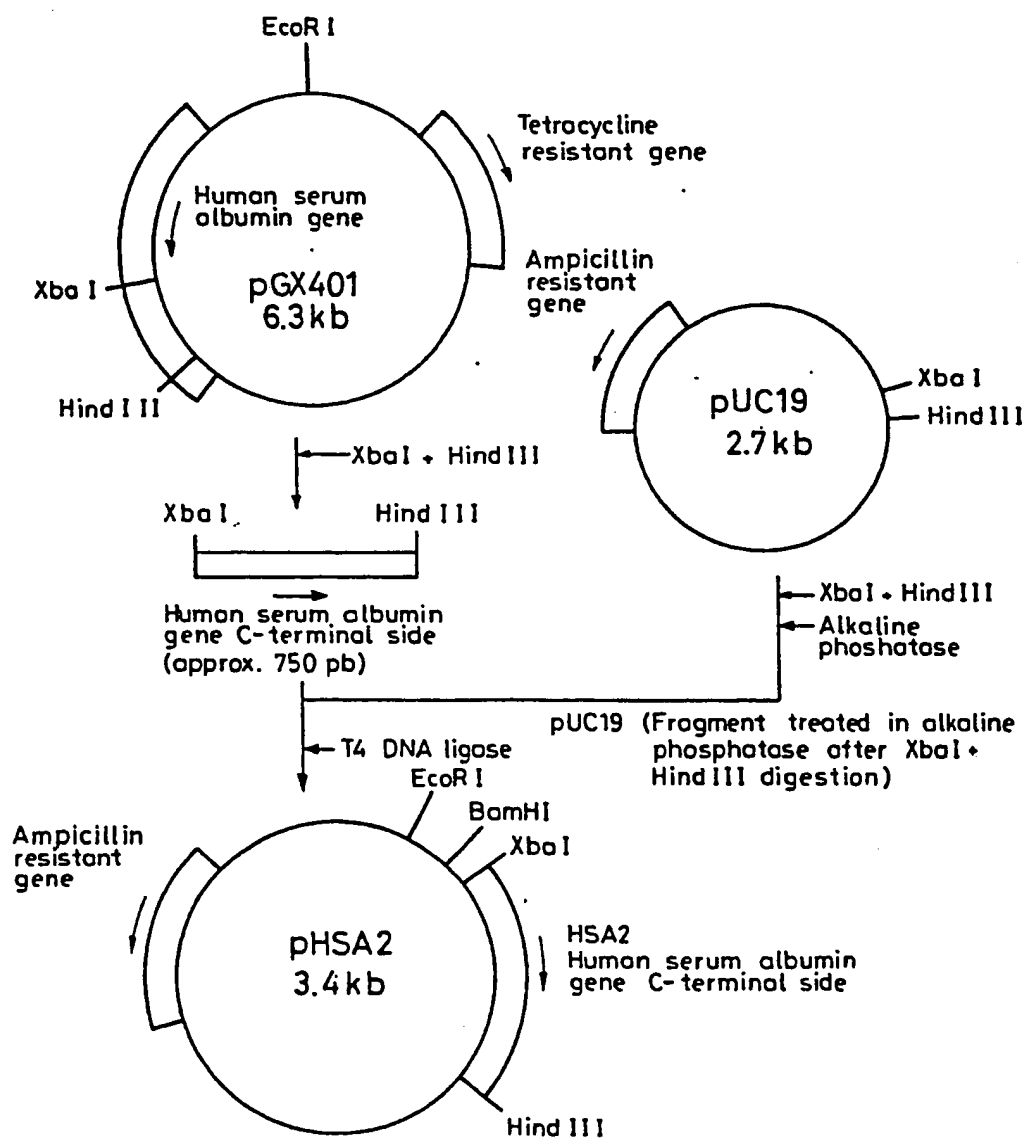 EcoR I
Tetracycline
resistant gene
Human serum
albumin gene
pGX401
6.3kb
Xba I
Hind III
Ampicillin
resistant
gene
pUC19
2.7kb
Xba I
Hind III
XbaI + Hind III
Xba I
Hind III
Human serum albumin
gene C-terminal side
(approx. 750 pb)
XbaI + Hind III
Alkaline
phoshatase
pUC19 (Fragment treated in alkaline
phosphatase after XbaI +
Hind III digestion)
T4 DNA ligase
EcoR I
BamHI
Xba I
Ampicillin
resistant
gene
pHSA2
3.4kb
HSA2
Human serum albumin
gene C-terminal side
Hind III